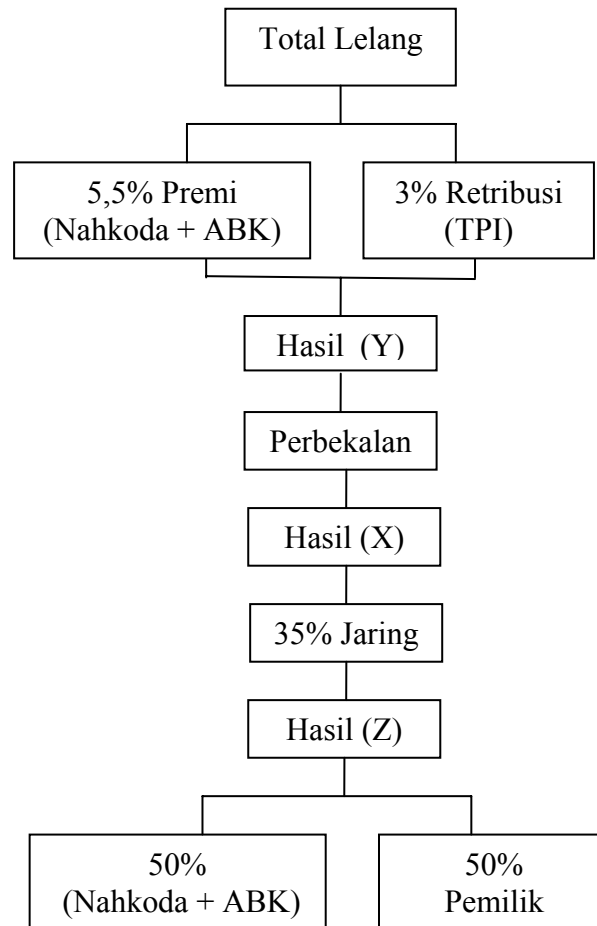 Total Lelang
5,5% Premi
(Nahkoda + ABK)
3% Retribusi
(TPI)
Hasil (Y)
Perbekalan
Hasil (X)
35% Jaring
Hasil (Z)
50%
(Nahkoda + ABK)
50%
Pemilik